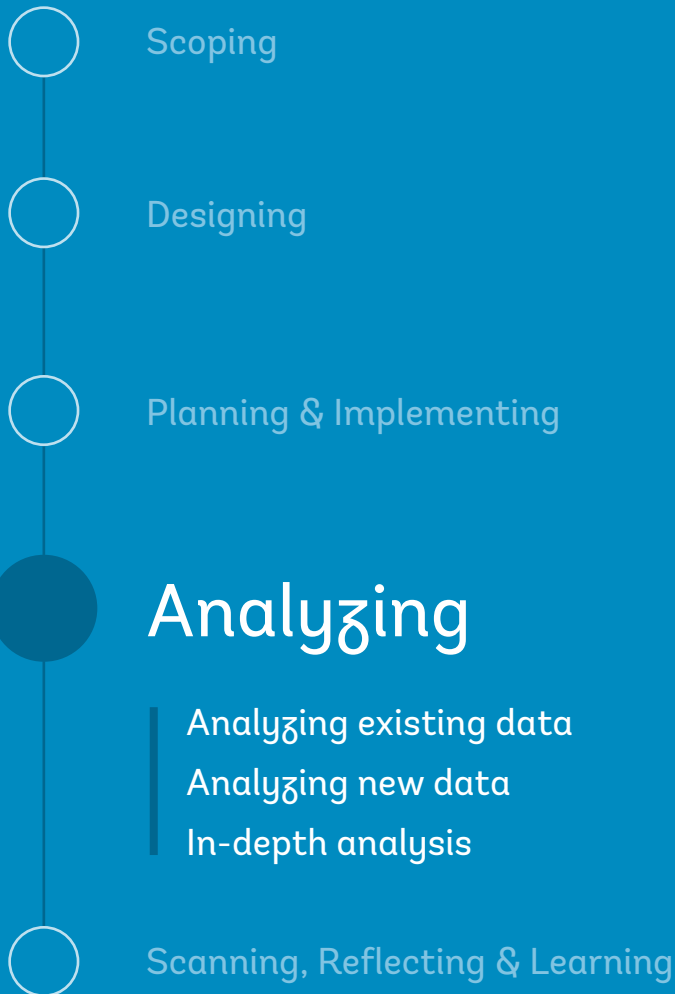 Scoping
Designing
Planning & Implementing
Analyzing
Analyzing existing data
Analyzing new data
In-depth analysis
Scanning, Reflecting & Learning